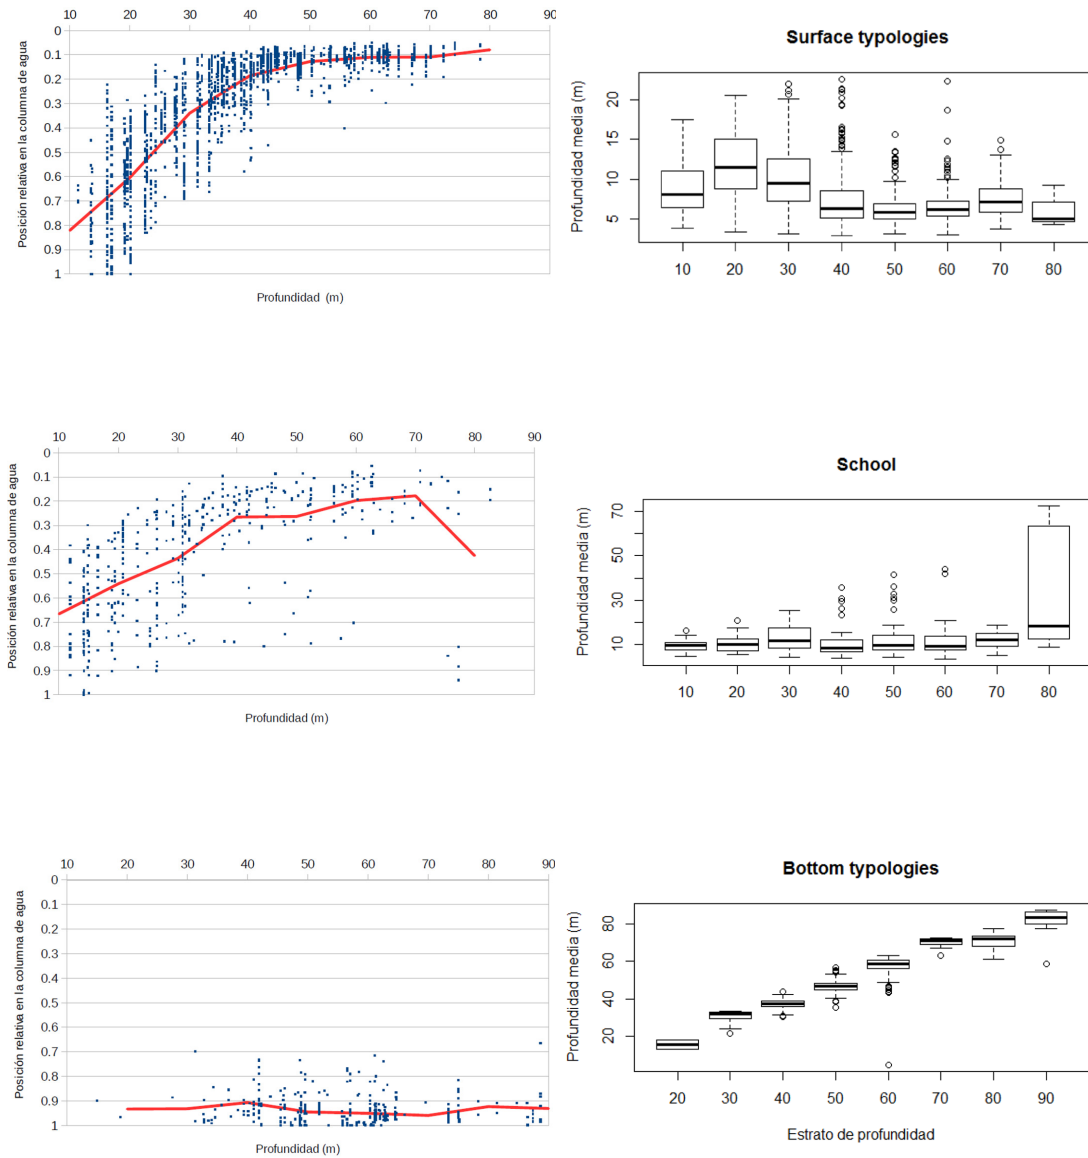 10 20 30 40 50 60 70 80 90
0
0.1
0.2
0.3
0.4
0.5
0.6
0.7
0.8
0.9
1
Posición relativa en la columna de agua
Profundidad (m)
Surface typologies
Profundidad media (m)
20
15
10
5
10 20 30 40 50 60 70 80
10 20 30 40 50 60 70 80 90
0
0.1
0.2
0.3
0.4
0.5
0.6
0.7
0.8
0.9
1
Posición relativa en la columna de agua
Profundidad (m)
School
Profundidad media (m)
70
50
30
10
10 20 30 40 50 60 70 80
10 20 30 40 50 60 70 80 90
0
0.1
0.2
0.3
0.4
0.5
0.6
0.7
0.8
0.9
1
Posición relativa en la columna de agua
Profundidad (m)
Bottom typologies
Profundidad media (m)
80
60
40
20
20 30 40 50 60 70 80 90
Estrato de profundidad